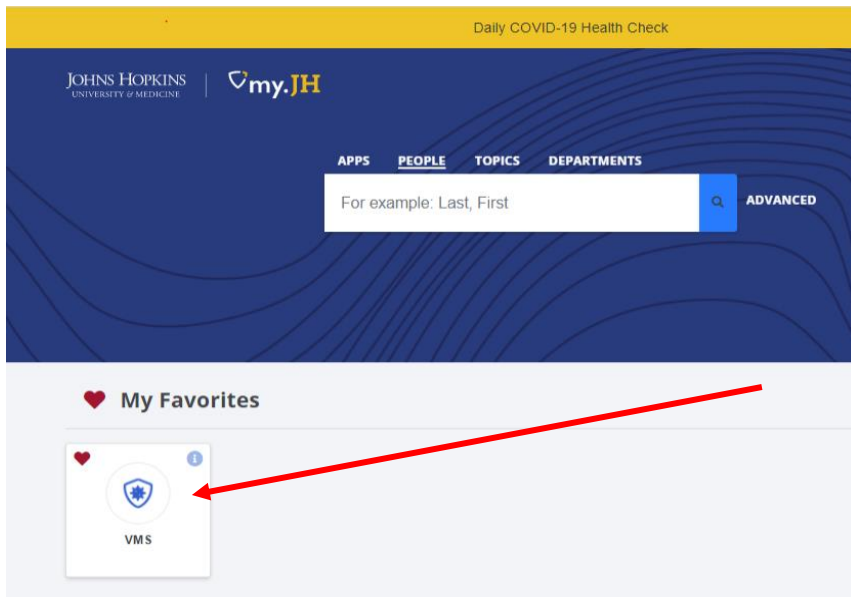 Daily COVID-19 Health Check
JOHNS HOPKINS
UNIVERSITY & MEDICINE
my.JH
APPS PEOPLE TOPICS DEPARTMENTS
For example: Last, First
ADVANCED
My Favorites
VMS